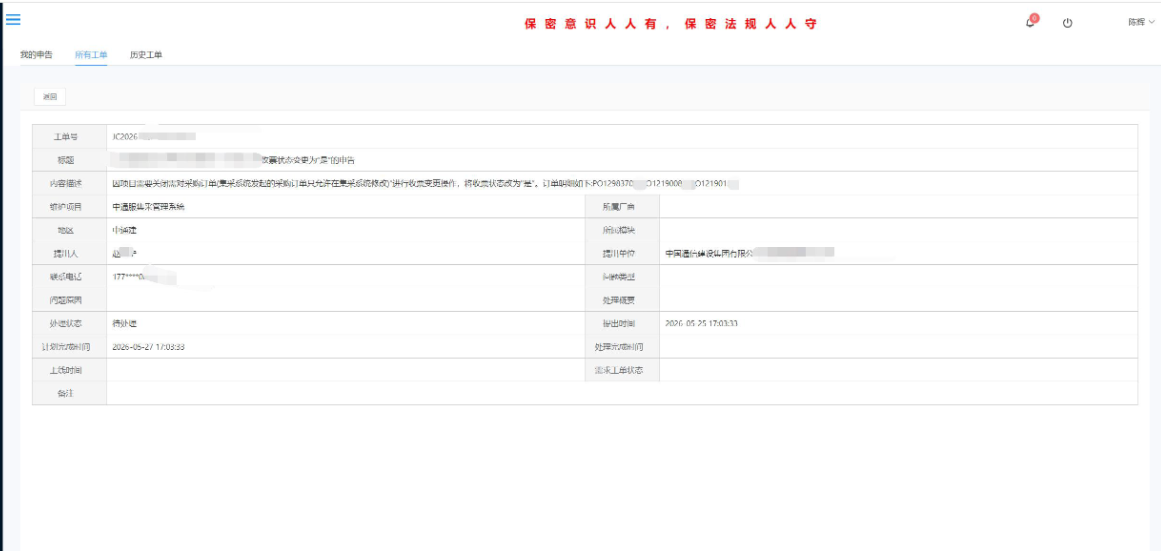 保密意识人人有，保密法规人人守
0
陈辉
我的申告 所有工单 历史工单
返回
工单号 JC2026
标题 收票状态变更为“是”的申告
内容描述 因项目需要关闭需对采购订单(集采系统发起的采购订单只允许在集采系统修改)”进行收票变更操作，将收票状态改为“是”，订单明细如下:PO1298370 O1219008 O121901
维护项目 中通服集采管理系统 所属厂商
地区 中通建 所属模块
提出人 赵 提出单位 中国通信建设集团有限公
联系电话 177****0 问题类型
问题原因 处理概要
处理状态 待处理 提出时间 2026-05-25 17:03:33
计划完成时间 2026-05-27 17:03:33 处理完成时间
上线时间 需求工单状态
备注